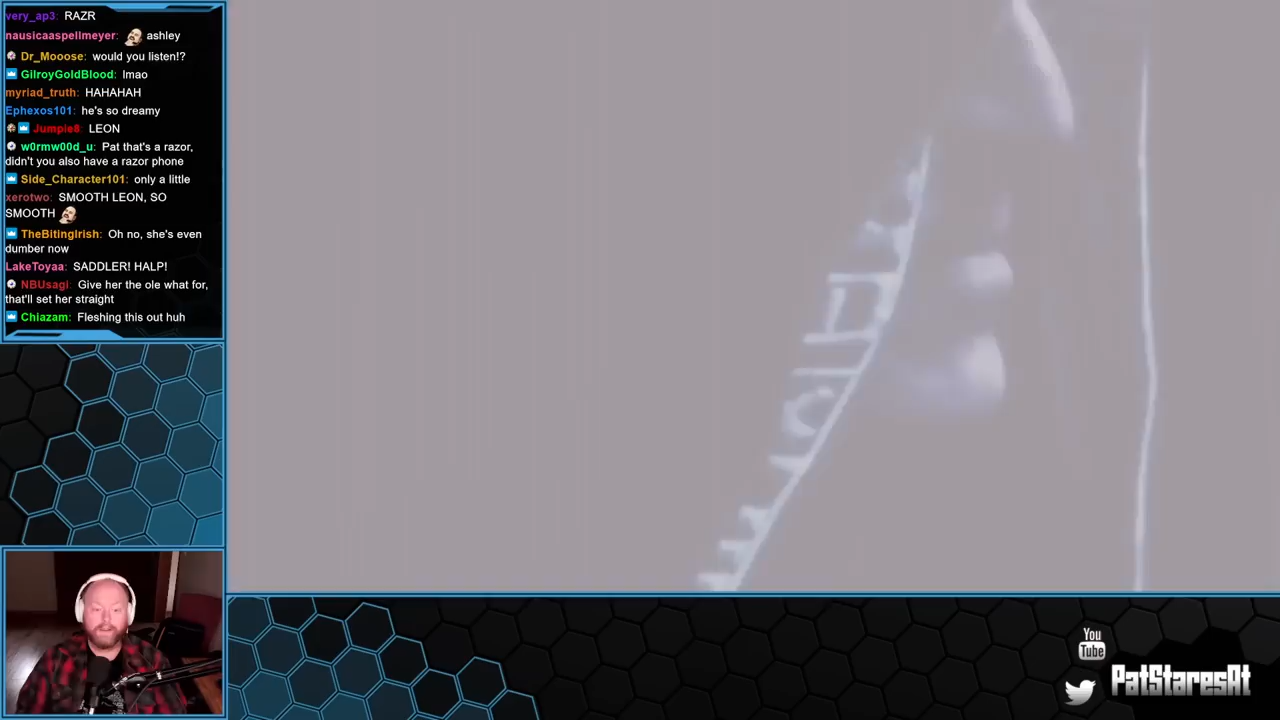 very_ap3: RAZR
nausicaaspellmeyer: ashley
Dr_Mooose: would you listen!?
GilroyGoldBlood: lmao
myriad_truth: HAHAHAH
Ephexos101: he's so dreamy
Jumpie8: LEON
w0rmw00d_u: Pat that's a razor,
didn't you also have a razor phone
Side_Character101: only a little
xerotwo: SMOOTH LEON, SO
SMOOTH
TheBitingIrish: Oh no, she's even
dumber now
LakeToyaa: SADDLER! HALP!
NBUsagi: Give her the ole what for,
that'll set her straight
Chiazam: Fleshing this out huh
You
Tube
PatStaresAt